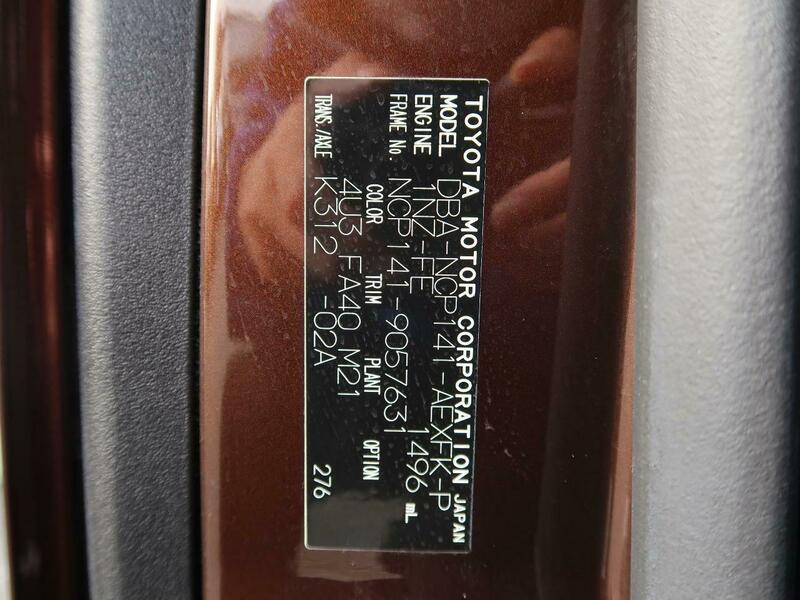 TOYOTA MOTOR CORPORATION JAPAN
MODEL DBA-NCP141-AEXFK-P
ENGINE 1NZ-FE 1496 mL
FRAME No. NCP141-9057631
COLOR TRIM PLANT OPTION
4U3 FA40 M21
TRANS./AXLE K312 -02A 276